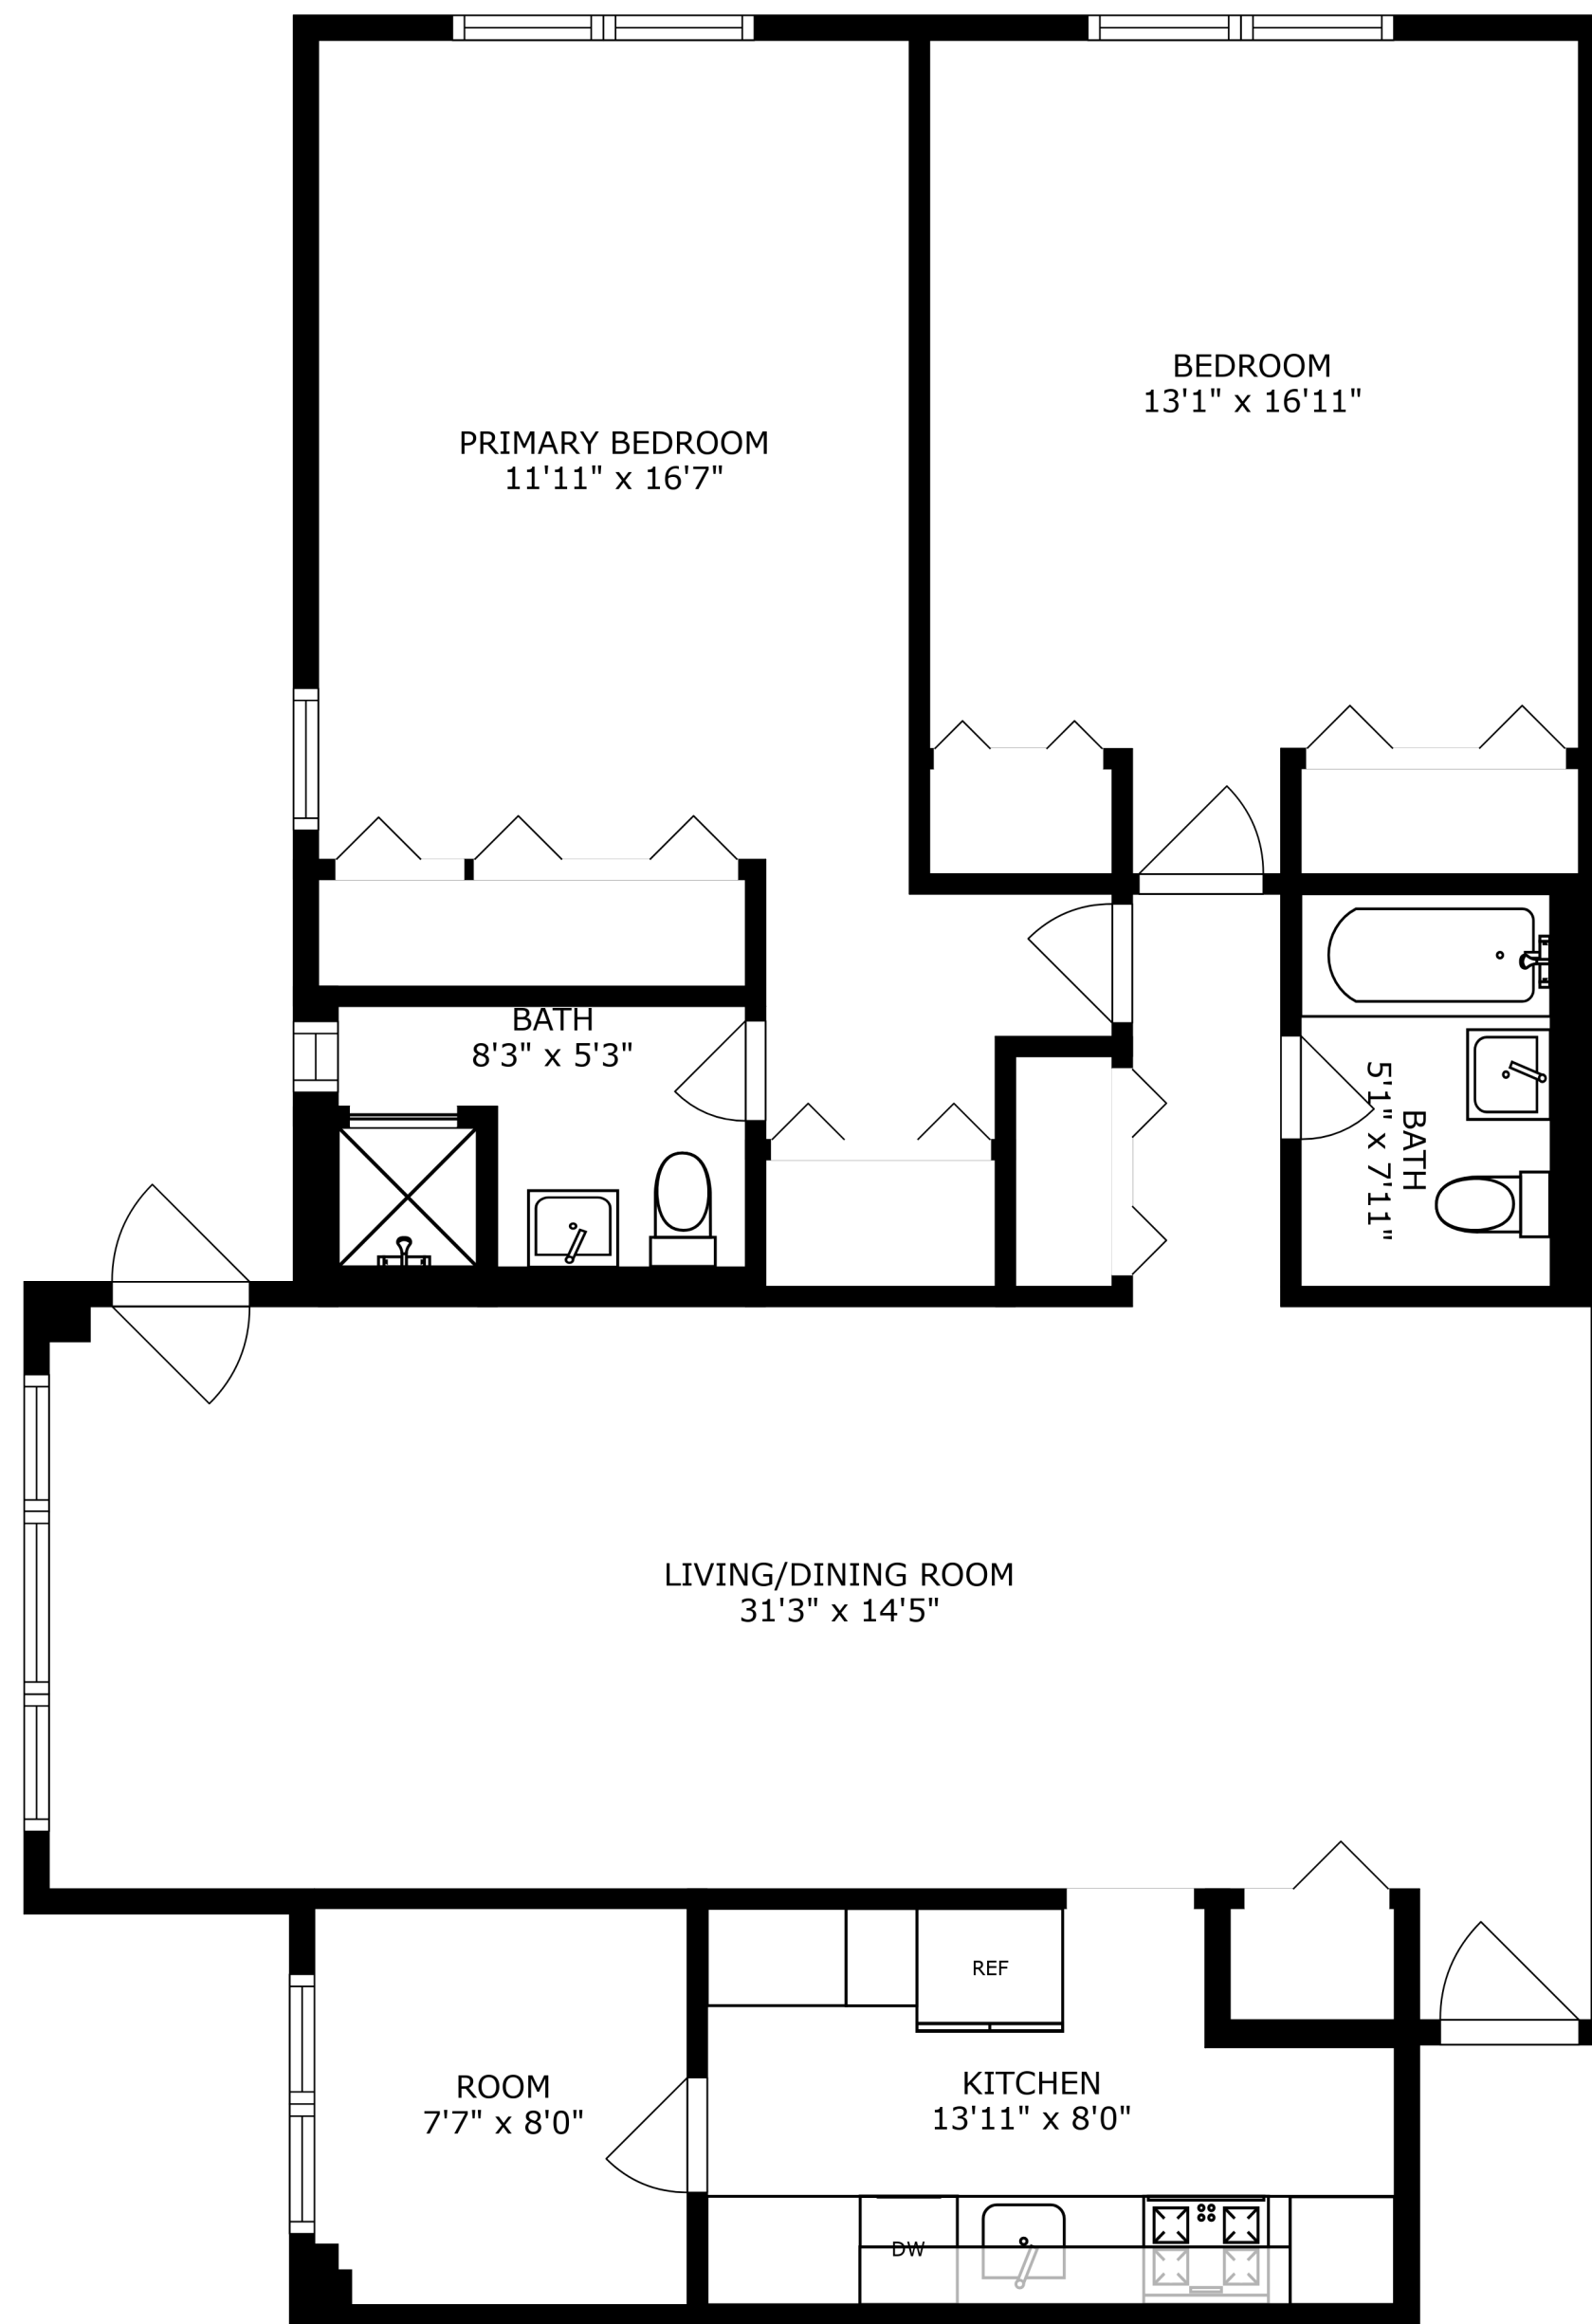 BEDROOM
13'1" x 16'11"
PRIMARY BEDROOM
11'11" x 16'7"
BATH
8'3" x 5'3"
BATH
5'1" x 7'11"
LIVING/DINING ROOM
31'3" x 14'5"
REF
KITCHEN
13'11" x 8'0"
ROOM
7'7" x 8'0"
DW